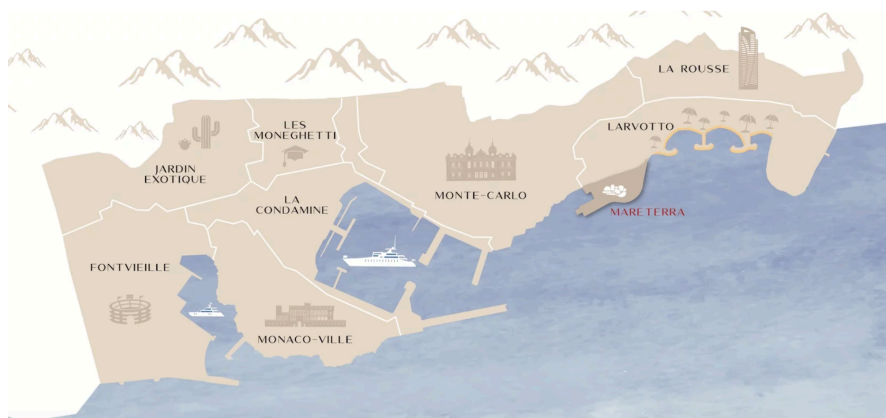 LA ROUSSE
LES
MONEGHETTI
LARVOTTO
JARDIN
EXOTIQUE
MONTE-CARLO
LA
CONDAMINE
MARETERRA
FONTVIEILLE
MONACO-VILLE